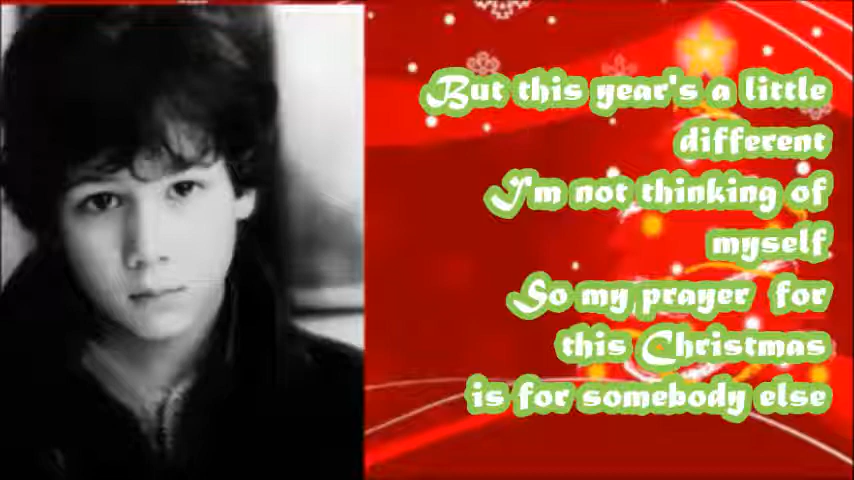 But this year's a little
different
I'm not thinking of
myself
So my prayer for
this Christmas
is for somebody else